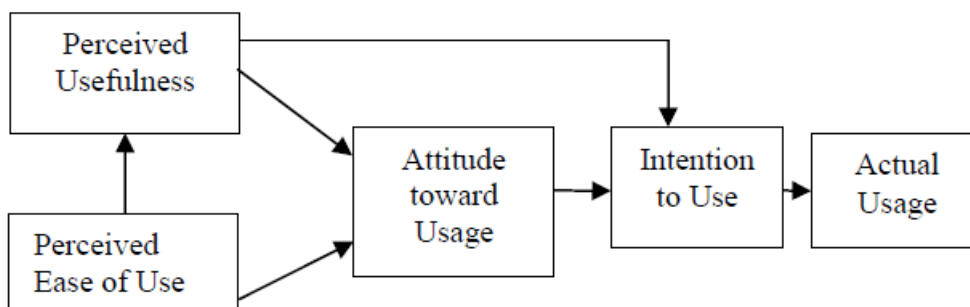 Perceived
Usefulness
Perceived
Ease of Use
Attitude
toward
Usage
Intention
to Use
Actual
Usage